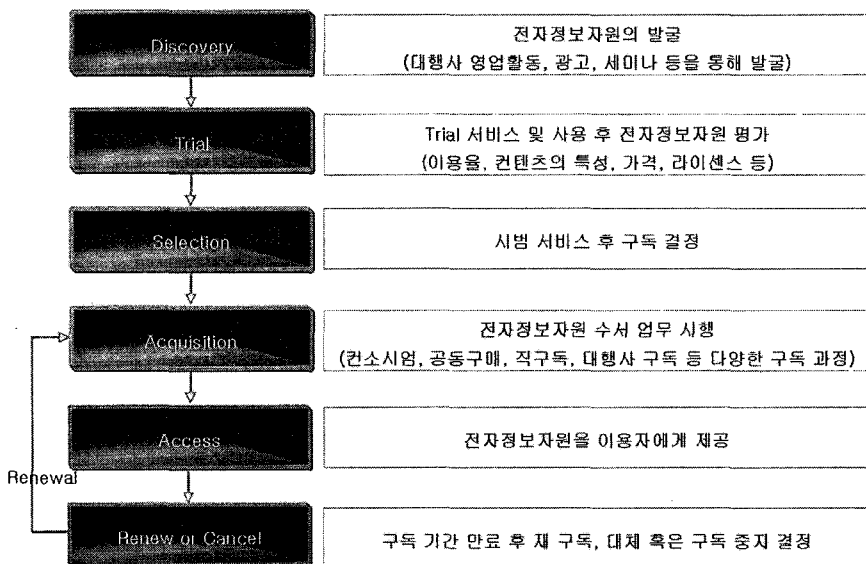 Discovery
전자정보자원의 발굴
(대행사 영업활동, 광고, 세미나 등을 통해 발굴)
Trial
Trial 서비스 및 사용 후 전자정보자원 평가
(이용율, 컨텐츠의 특성, 가격, 라이센스 등)
Selection
시범 서비스 후 구독 결정
Acquisition
전자정보자원 수서 업무 시행
(컨소시엄, 공동구매, 직구독, 대행사 구독 등 다양한 구독 과정)
Access
전자정보자원을 이용자에게 제공
Renewal
Renew or Cancel
구독 기간 만료 후 재 구독, 대체 혹은 구독 중지 결정